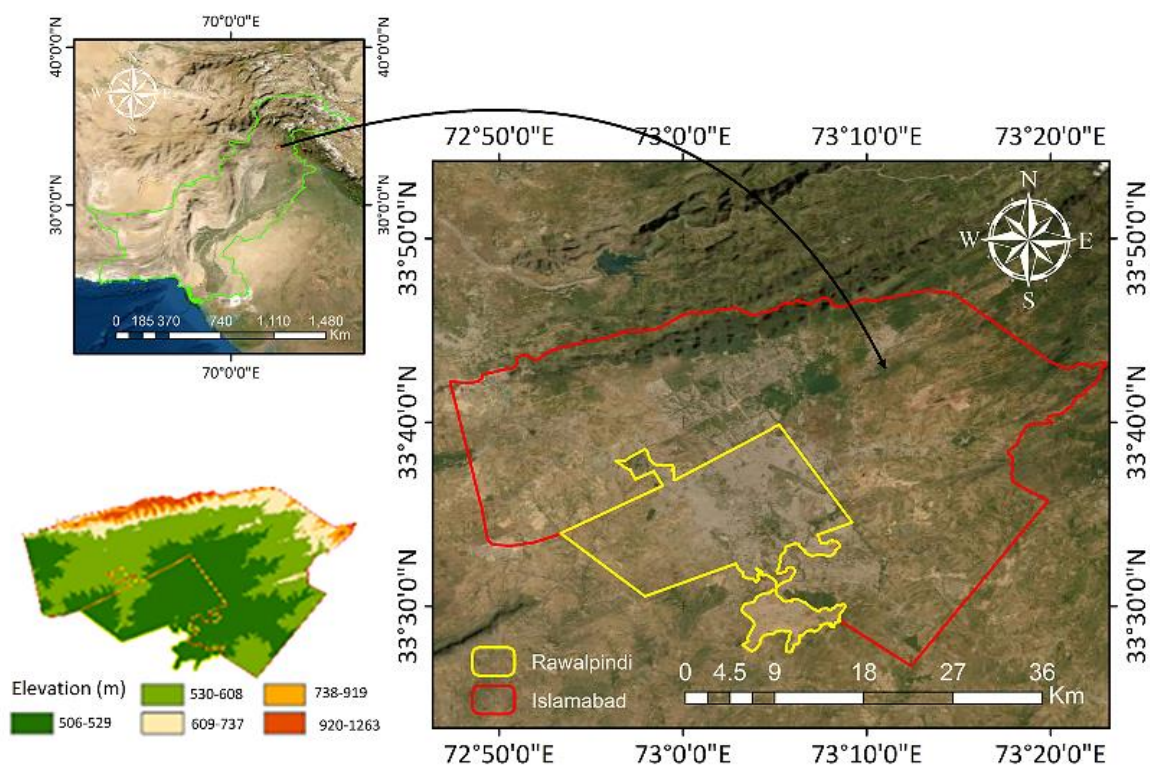 70°0'0"E
40°0'0"N
40°0'0"N
30°0'0"N
30°0'0"N
N
W
E
S
0 185 370 740 1,110 1,480
Km
70°0'0"E
72°50'0"E 73°0'0"E 73°10'0"E 73°20'0"E
33°50'0"N
33°50'0"N
33°40'0"N
33°40'0"N
33°30'0"N
33°30'0"N
N
W
E
S
Rawalpindi
Islamabad
0 4.5 9 18 27 36
Km
72°50'0"E 73°0'0"E 73°10'0"E 73°20'0"E
Elevation (m)
530-608
738-919
506-529
609-737
920-1263